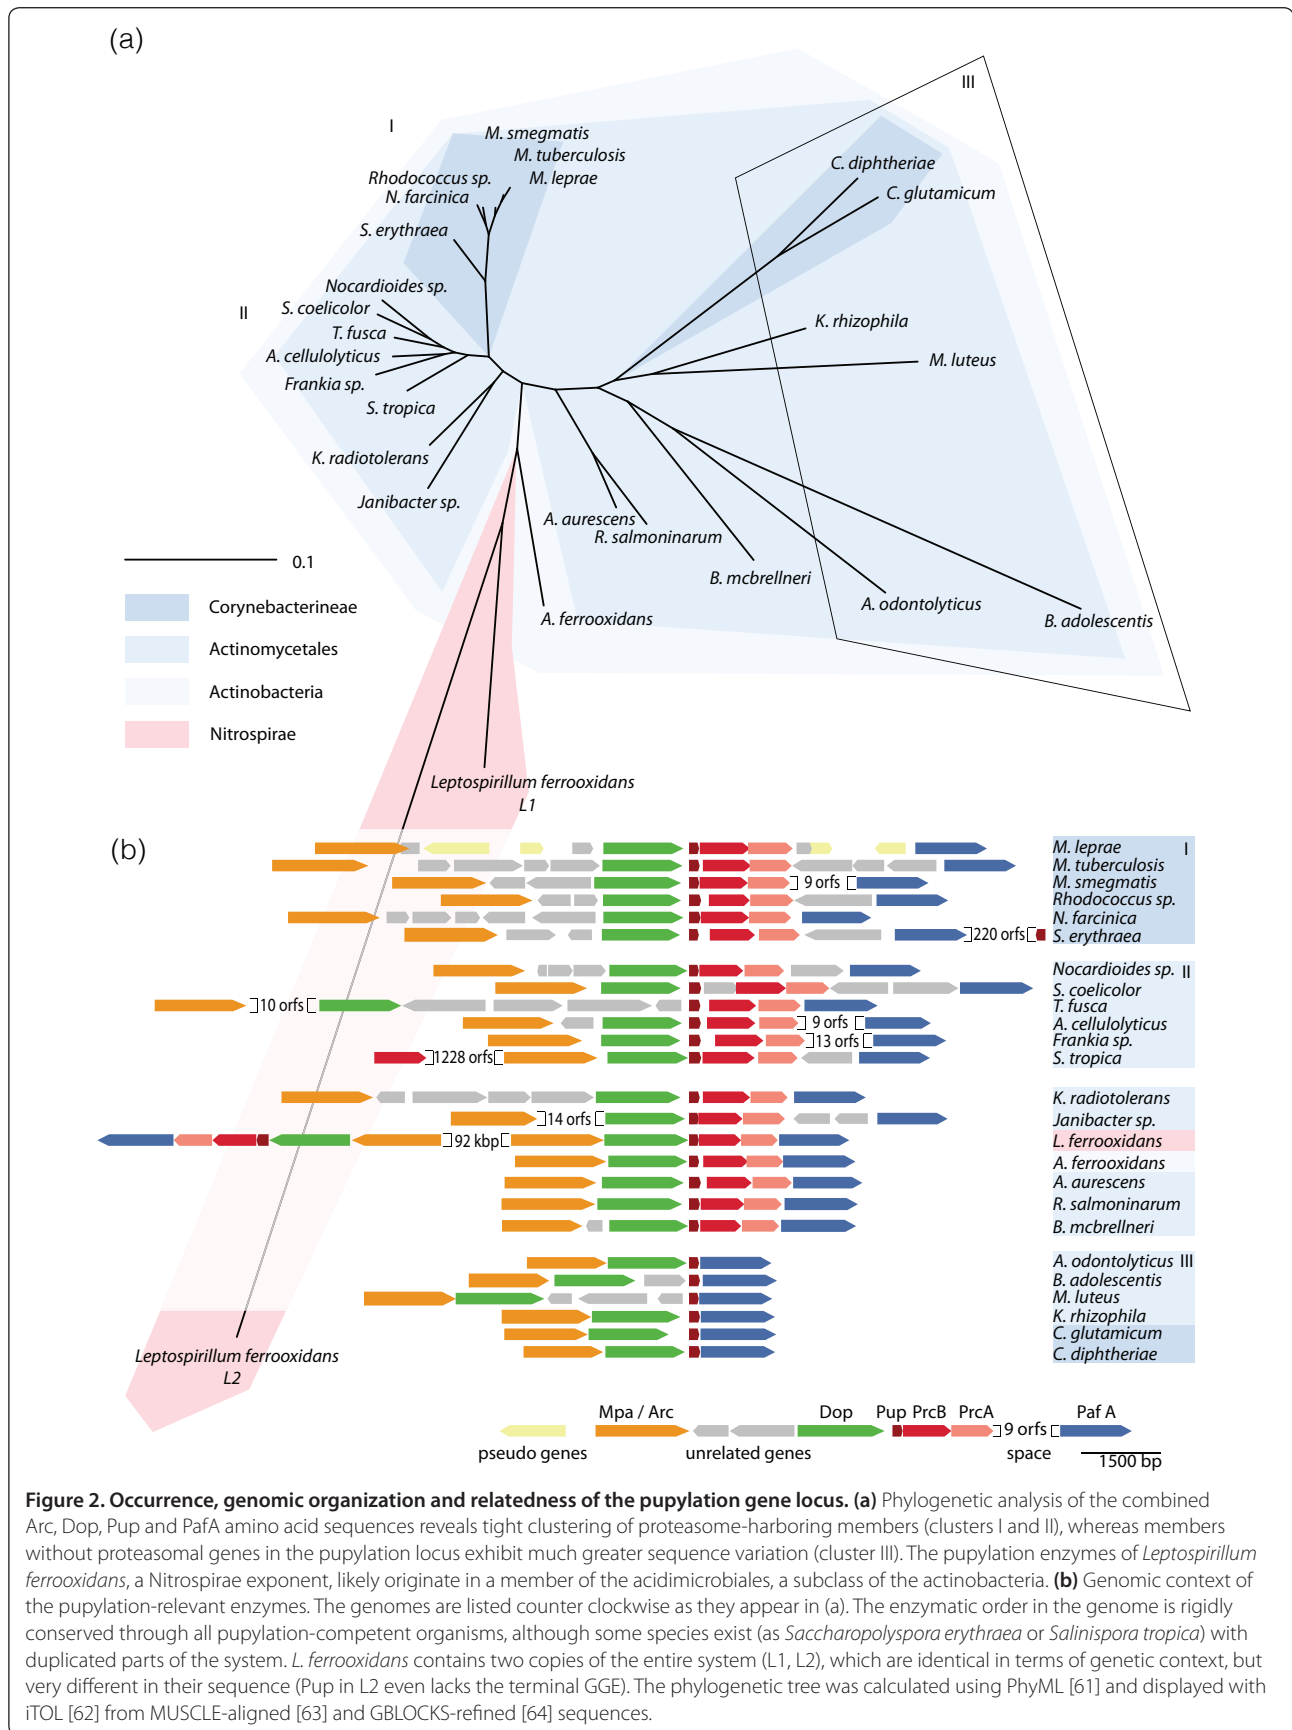 (a)
III
I
M. smegmatis
M. tuberculosis
M. leprae
Rhodococcus sp.
N. farcinica
S. erythraea
C. diphtheriae
C. glutamicum
II
Nocardioides sp.
S. coelicolor
T. fusca
A. cellulolyticus
Frankia sp.
S. tropica
K. radiotolerans
Janibacter sp.
K. rhizophila
M. luteus
A. aurescens
R. salmoninarum
B. mcbrellneri
A. odontolyticus
B. adolescentis
A. ferrooxidans
0.1
Corynebacterineae
Actinomycetales
Actinobacteria
Nitrospirae
Leptospirillum ferrooxidans
L1
(b)
M. leprae I
M. tuberculosis
9 orfs M. smegmatis
Rhodococcus sp.
N. farcinica
220 orfs S. erythraea
Nocardioides sp. II
S. coelicolor
10 orfs T. fusca
9 orfs A. cellulolyticus
13 orfs Frankia sp.
1228 orfs S. tropica
K. radiotolerans
14 orfs Janibacter sp.
92 kbp L. ferrooxidans
A. ferrooxidans
A. aurescens
R. salmoninarum
B. mcbrellneri
A. odontolyticus III
B. adolescentis
M. luteus
K. rhizophila
C. glutamicum
C. diphtheriae
Leptospirillum ferrooxidans
L2
Mpa / Arc Dop Pup PrcB PrcA Paf A
9 orfs
pseudo genes unrelated genes space 1500 bp
Figure 2. Occurrence, genomic organization and relatedness of the pupylation gene locus. (a) Phylogenetic analysis of the combined
Arc, Dop, Pup and PafA amino acid sequences reveals tight clustering of proteasome-harboring members (clusters I and II), whereas members
without proteasomal genes in the pupylation locus exhibit much greater sequence variation (cluster III). The pupylation enzymes of Leptospirillum
ferrooxidans, a Nitrospirae exponent, likely originate in a member of the acidimicrobiales, a subclass of the actinobacteria. (b) Genomic context of
the pupylation-relevant enzymes. The genomes are listed counter clockwise as they appear in (a). The enzymatic order in the genome is rigidly
conserved through all pupylation-competent organisms, although some species exist (as Saccharopolyspora erythraea or Salinispora tropica) with
duplicated parts of the system. L. ferrooxidans contains two copies of the entire system (L1, L2), which are identical in terms of genetic context, but
very different in their sequence (Pup in L2 even lacks the terminal GGE). The phylogenetic tree was calculated using PhyML [61] and displayed with
iTOL [62] from MUSCLE-aligned [63] and GBLOCKS-refined [64] sequences.